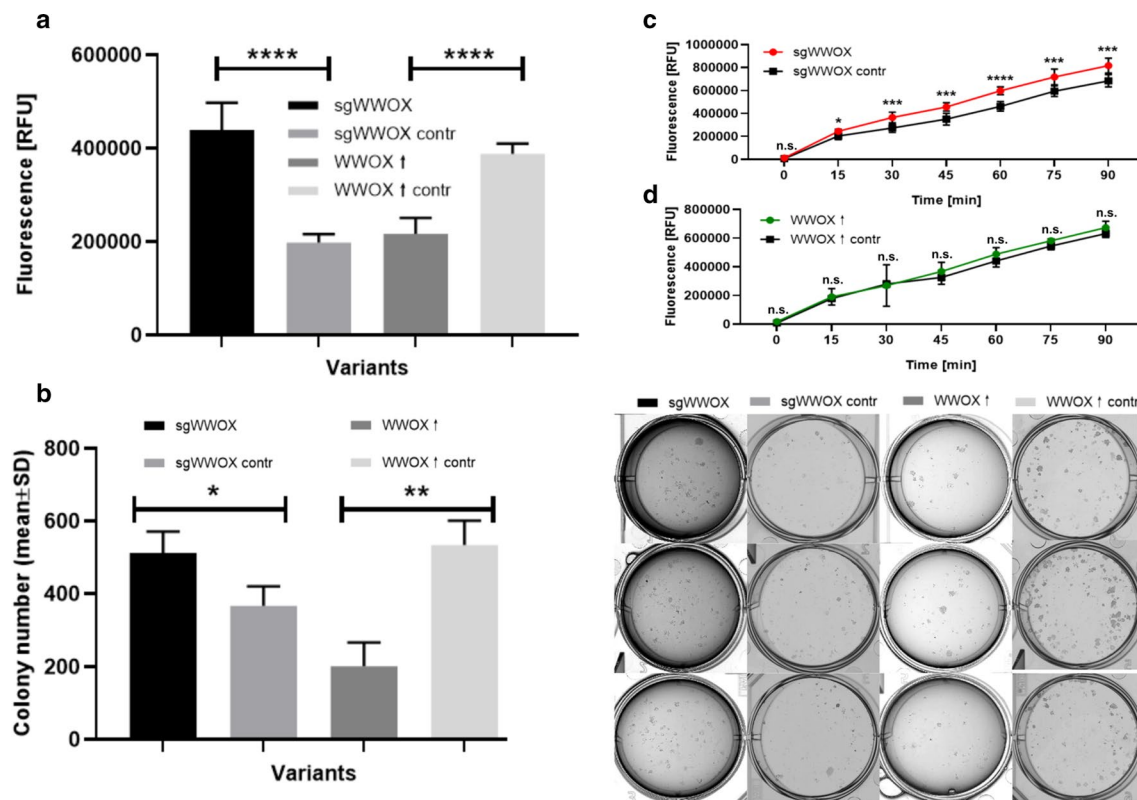 a
600000
400000
200000
0
Fluorescence [RFU]
****
****
sgWWOX
sgWWOX contr
WWOX ↑
WWOX ↑ contr
Variants
b
sgWWOX
WWOX ↑
sgWWOX contr
WWOX ↑ contr
800
600
400
200
0
Colony number (mean±SD)
*
**
Variants
c
1000000
800000
600000
400000
200000
0
Fluorescence [RFU]
sgWWOX
sgWWOX contr
n.s.
*
***
***
****
***
***
0 15 30 45 60 75 90
Time [min]
d
800000
600000
400000
200000
0
Fluorescence [RFU]
WWOX ↑
WWOX ↑ contr
n.s.
n.s.
n.s.
n.s.
n.s.
n.s.
n.s.
0 15 30 45 60 75 90
Time [min]
sgWWOX sgWWOX contr WWOX ↑ WWOX ↑ contr